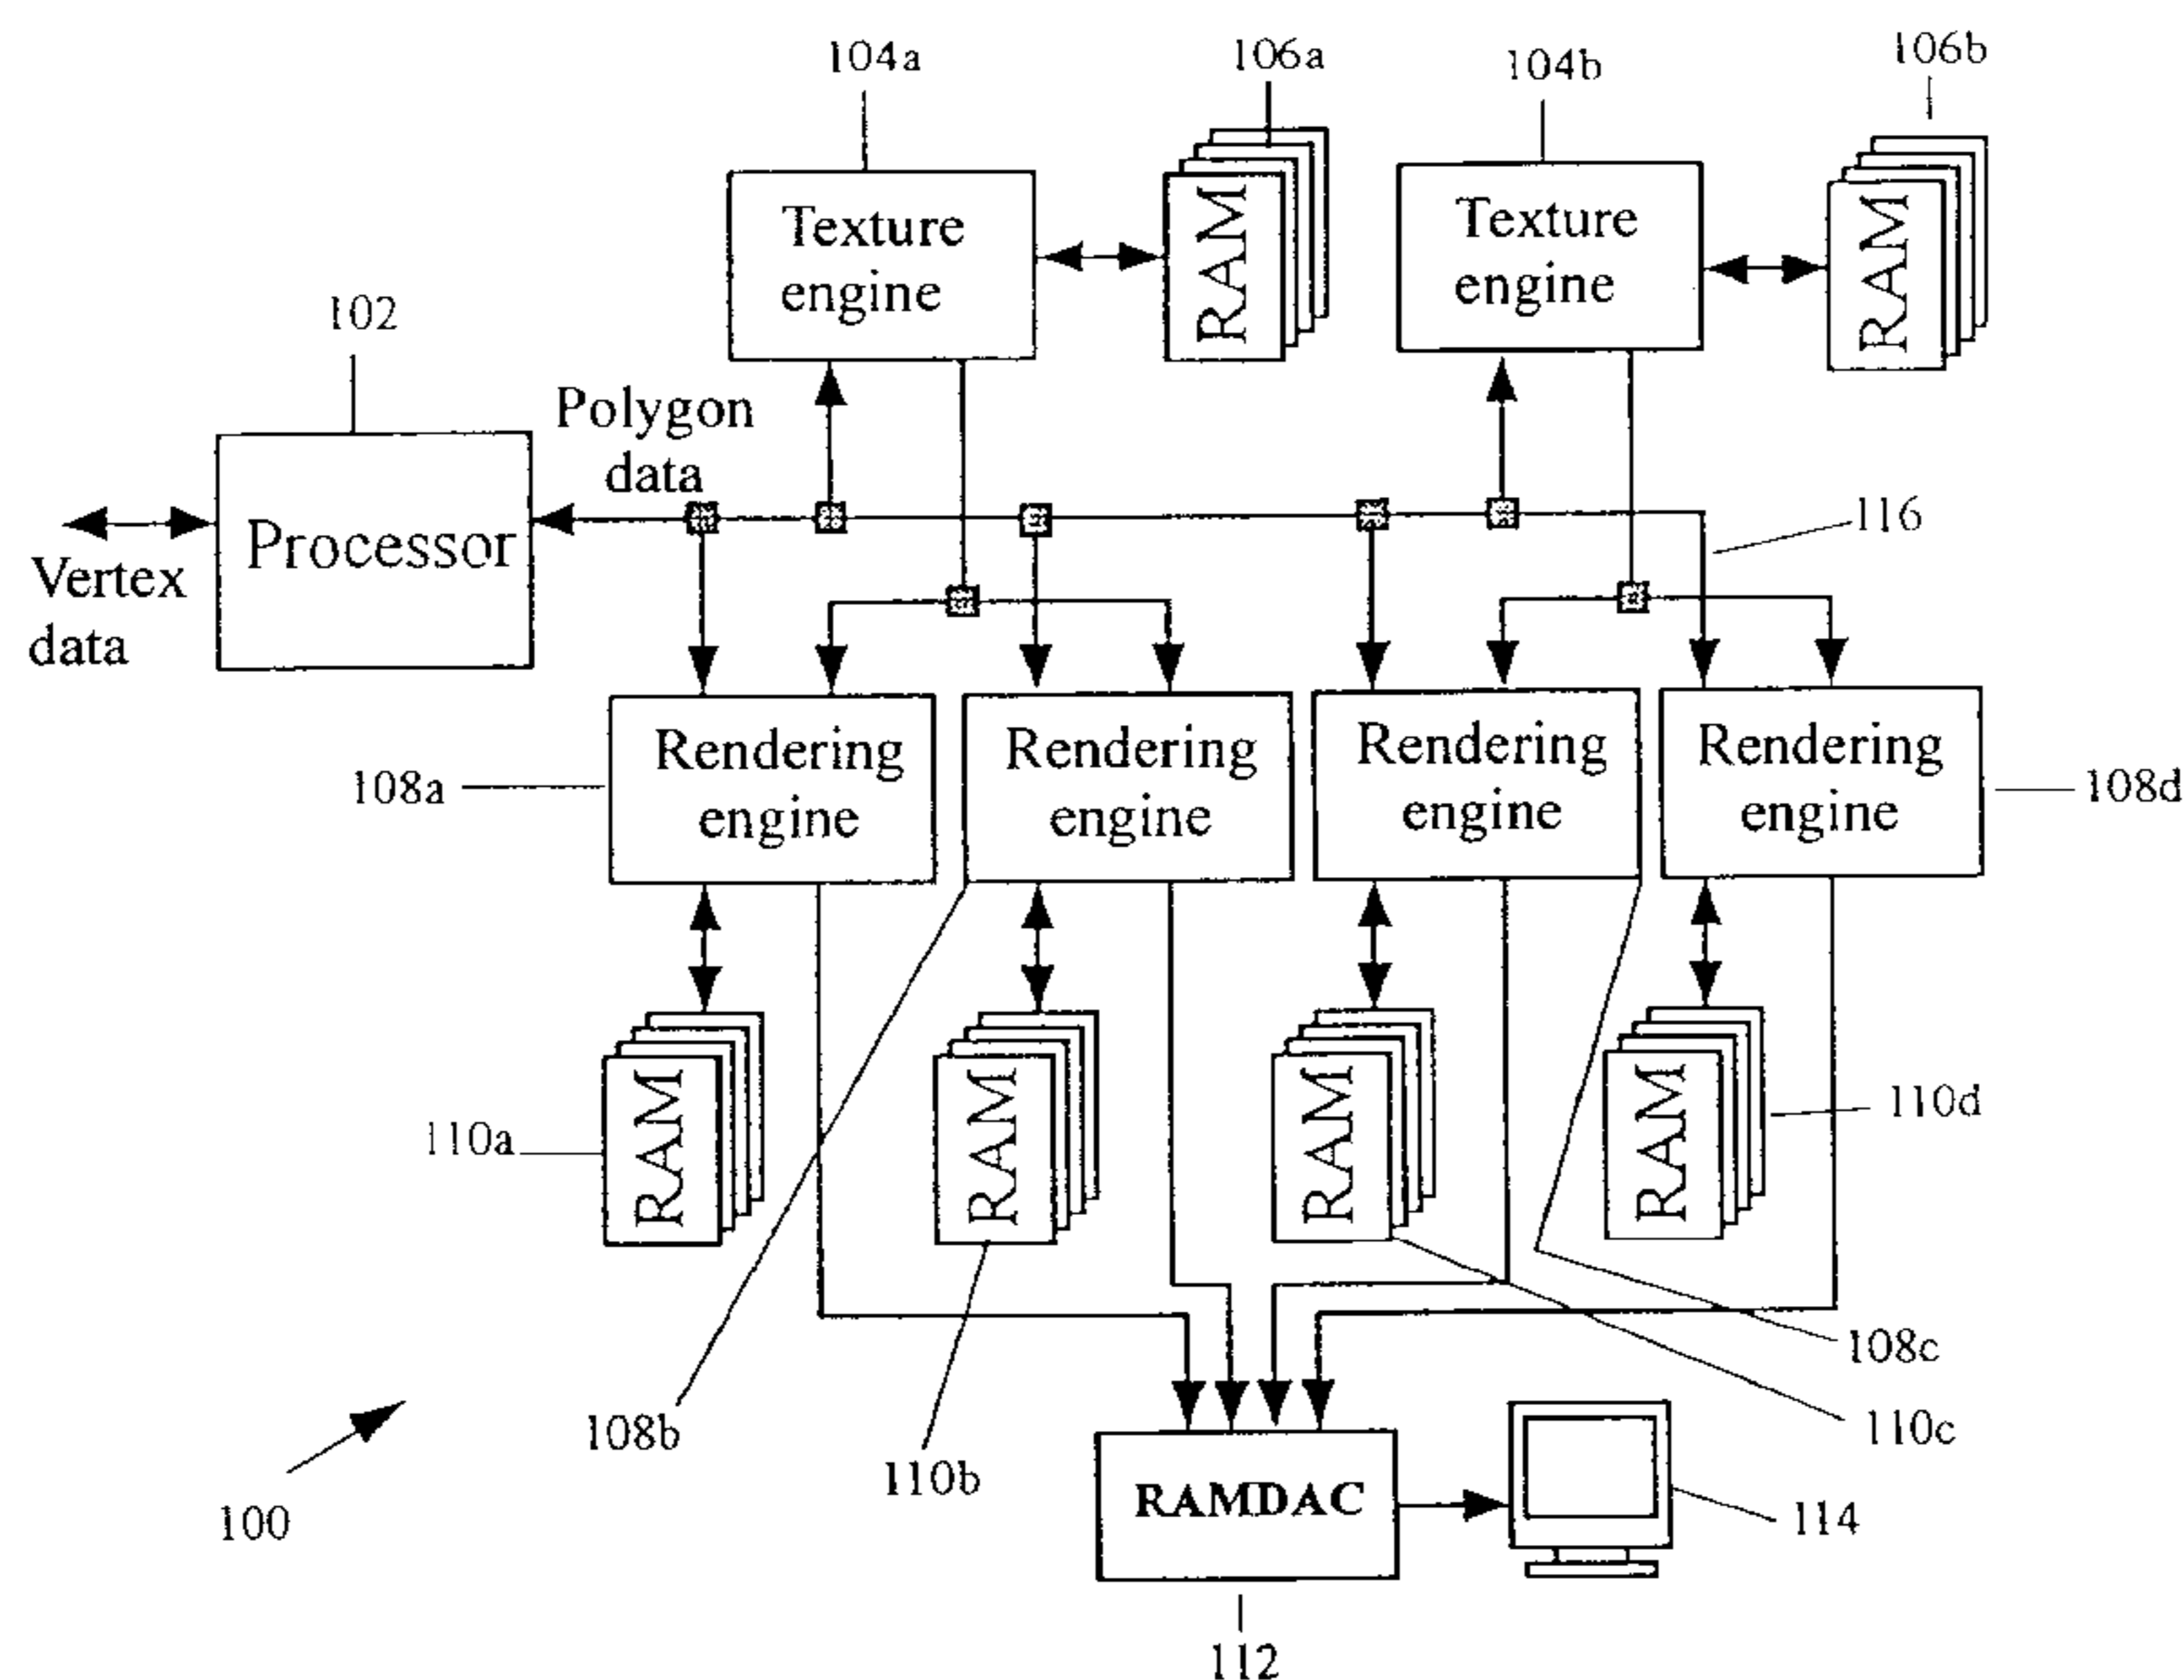 104a
106a
104b
106b
Texture
engine
RAM
Texture
engine
RAM
102
Polygon
data
Processor
Vertex
data
116
Rendering
engine
Rendering
engine
Rendering
engine
Rendering
engine
108a
108d
RAM
RAM
RAM
RAM
110a
110d
108c
108b
110b
110c
RAMDAC
114
100
112